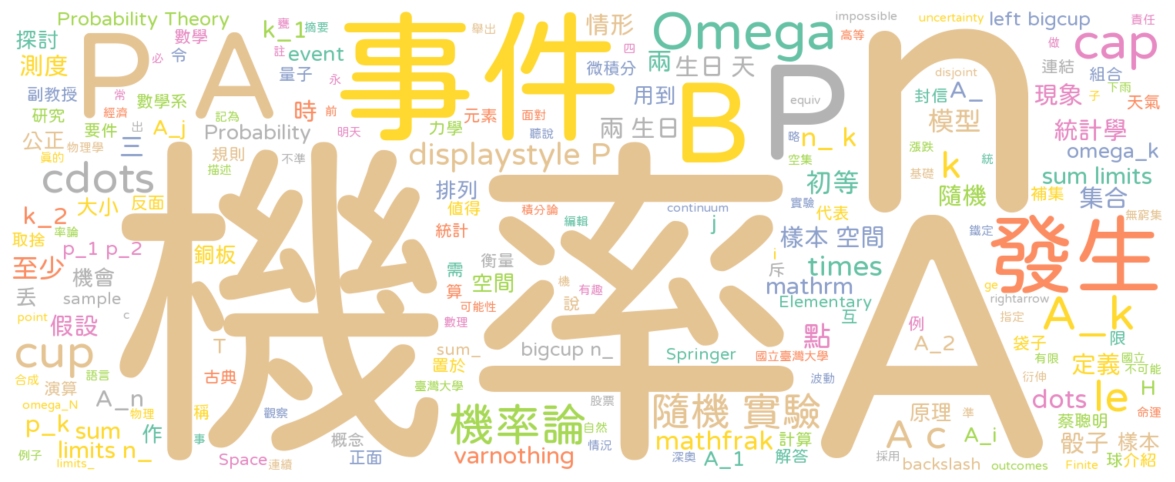 Probability Theory
k_1
甕
摘要
舉出
事件
情形
Omega
impossible
uncertainty
left bigcup
責任
探討
數學
必
註
event
令
P
A
n
cap
高等
做
測度
量子
四
永
微積分
兩
生日 天
P
disjoint
連結
組合
副教授
數學系
常
時
前
元素
面對
用到
B
equiv
封信
A_
現象
下雨
子
天氣
研究
經濟
記為
要件
A_j
出
Probability
明天
力學
聽說
兩 生日
略
n_ k
漲跌
模型
統計學
公正
物理學
真的
三
規則
不準
描述
displaystyle P
空集
k
基礎
統
omega_k
cdots
機率
排列
continuum
初等
實驗
隨機
補集
sum limits
k_2
大小
反面
值得
積分論
編輯
代表
集合
無窮集
取捨
率論
p_1 p_2
銅板
統計
j
樣本 空間
鑑定
發生
至少
機會
衡量
需
空間
機
i
斥
times
ge
丟
sample
算
說
有趣
mathrm
rightarrow
point
c
假設
可能性
Elementary
互
點
例
指定
A_k
T
數理
sum_
bigcup n_
Springer
國立臺灣大學
A
A_2
袋子
限
cup
置於
有限
定義
國立
不可能
合成
語言
演算
古典
臺灣大學
波動
衍伸
H
omega_N
物理
A_n
稱
觀察
股票
隨機 實驗
原理
準
dots
le
命運
p_k
sum
作
事
機率論
自然
mathfrak
計算
A c
A_i
蔡聰明
骰子
樣本
例子
limits n_
概念
正面
varnothing
情況
深奧
解答
A_1
採用
backslash
outcomes
球
介紹
limits_
Space
連續
Finite